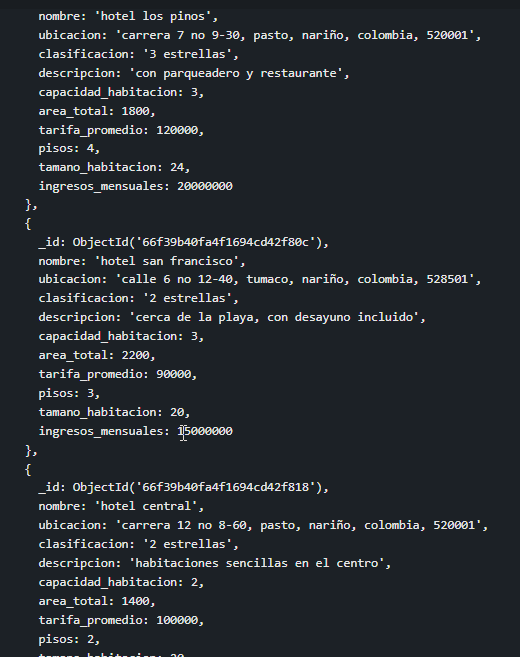 nombre: 'hotel los pinos',
ubicacion: 'carrera 7 no 9-30, pasto, nariño, colombia, 520001',
clasificacion: '3 estrellas',
descripcion: 'con parqueadero y restaurante',
capacidad_habitacion: 3,
area_total: 1800,
tarifa_promedio: 120000,
pisos: 4,
tamano_habitacion: 24,
ingresos_mensuales: 20000000
},
{
_id: ObjectId('66f39b40fa4f1694cd42f80c'),
nombre: 'hotel san francisco',
ubicacion: 'calle 6 no 12-40, tumaco, nariño, colombia, 528501',
clasificacion: '2 estrellas',
descripcion: 'cerca de la playa, con desayuno incluido',
capacidad_habitacion: 3,
area_total: 2200,
tarifa_promedio: 90000,
pisos: 3,
tamano_habitacion: 20,
ingresos_mensuales: 15000000
},
{
_id: ObjectId('66f39b40fa4f1694cd42f818'),
nombre: 'hotel central',
ubicacion: 'carrera 12 no 8-60, pasto, nariño, colombia, 520001',
clasificacion: '2 estrellas',
descripcion: 'habitaciones sencillas en el centro',
capacidad_habitacion: 2,
area_total: 1400,
tarifa_promedio: 100000,
pisos: 2,